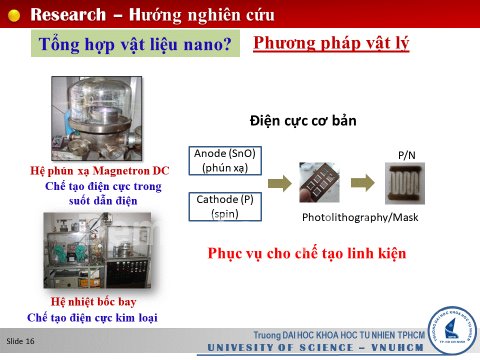 Research – Hướng nghiên cứu
Tổng hợp vật liệu nano?
Phương pháp vật lý
Điện cực cơ bản
Anode (SnO)
(phún xạ)
P/N
Hệ phún xạ Magnetron DC
Chế tạo điện cực trong
suốt dẫn điện
Cathode (P)
(spin)
Photolithography/Mask
Phục vụ cho chế tạo linh kiện
Hệ nhiệt bốc bay
Chế tạo điện cực kim loại
Slide 16
Truong DAI HOC KHOA HOC TU NHIEN TPHCM
UNIVESITY OF SCIENCE – VNUHCM